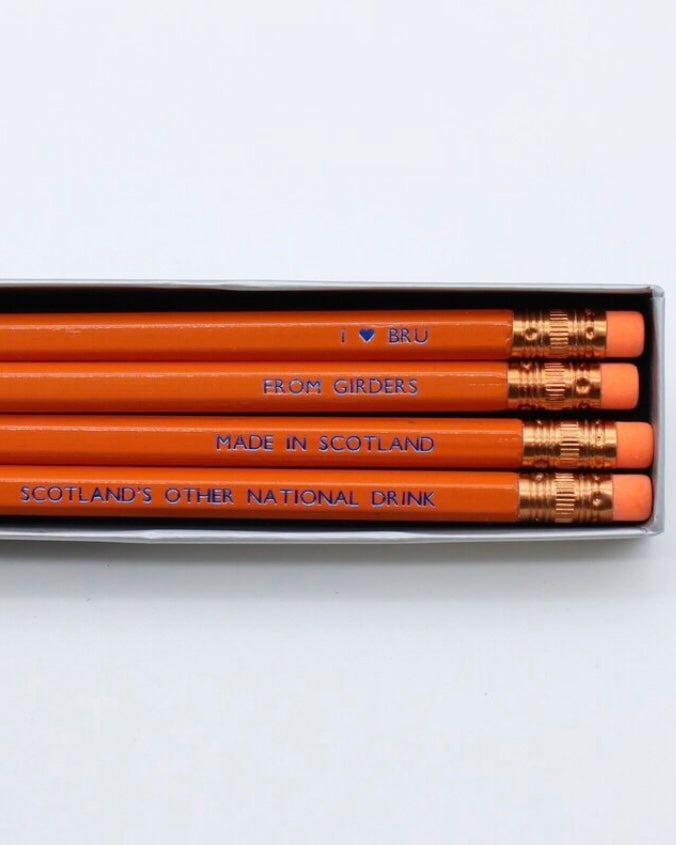 I ♥ BRU
FROM GIRDERS
MADE IN SCOTLAND
SCOTLAND'S OTHER NATIONAL DRINK